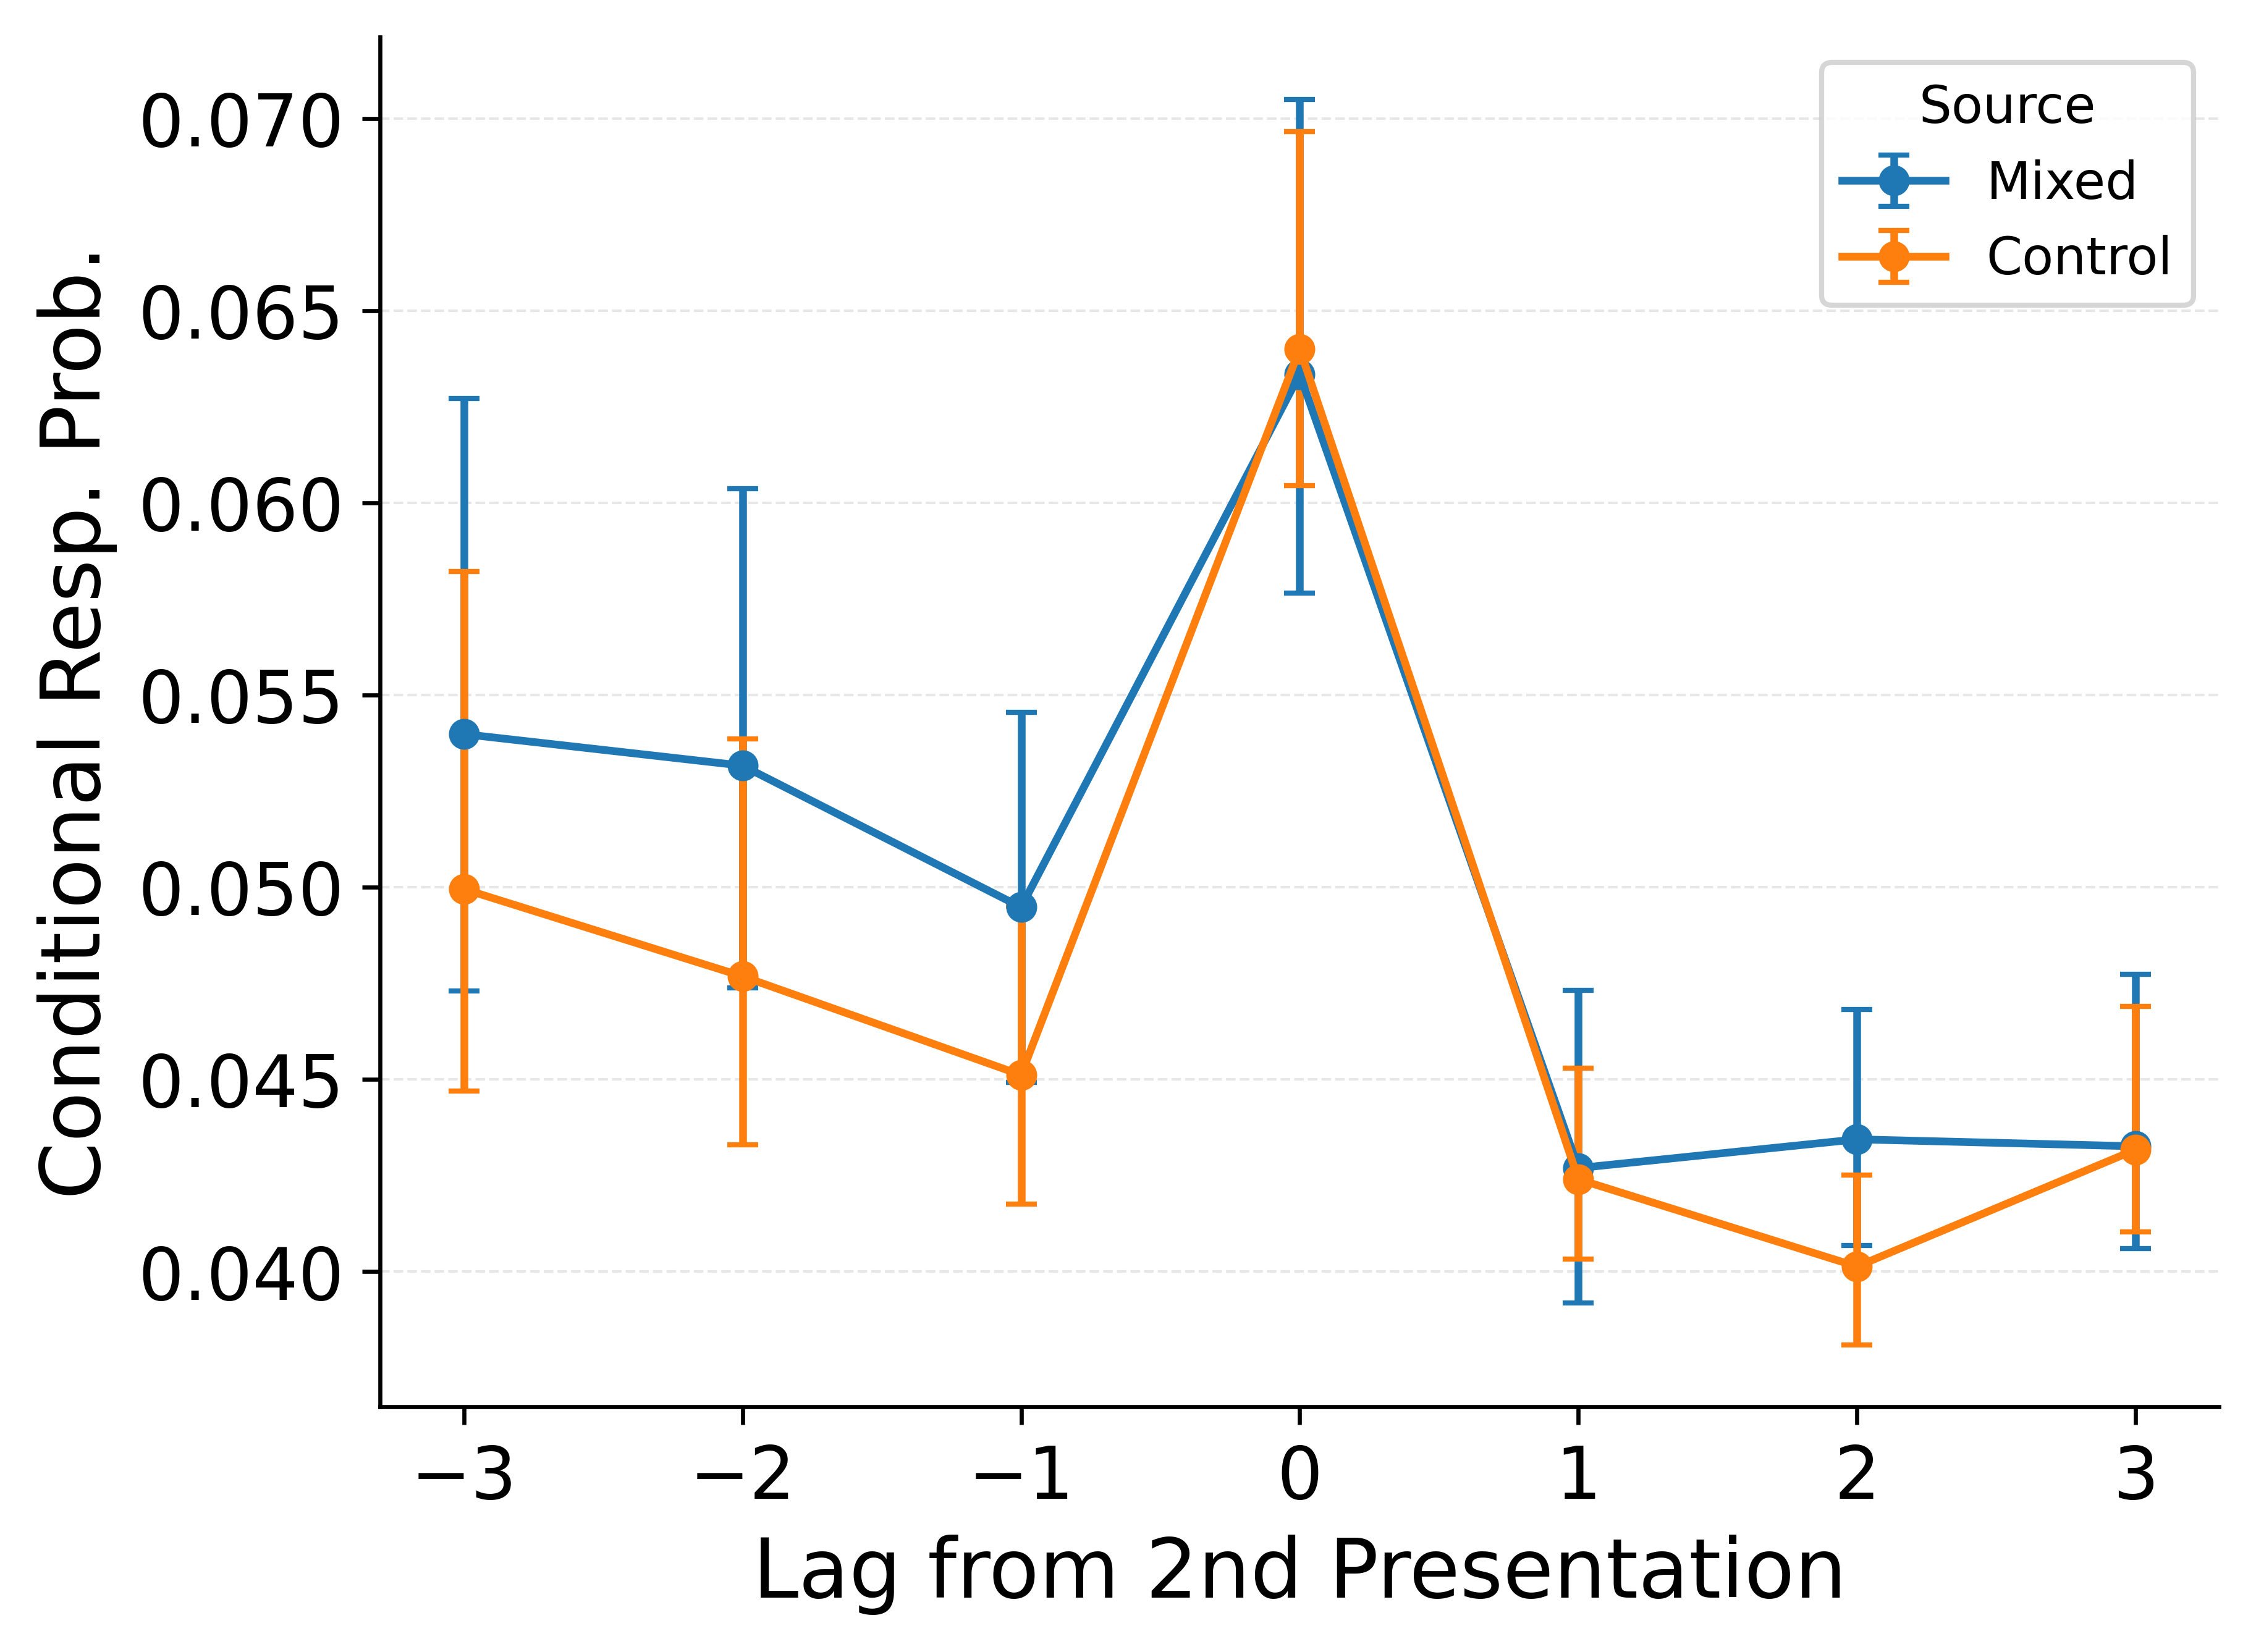 Source
Mixed
Control
0.070
0.065
0.060
0.055
0.050
0.045
0.040
Conditional Resp. Prob.
−3 −2 −1 0 1 2 3
Lag from 2nd Presentation